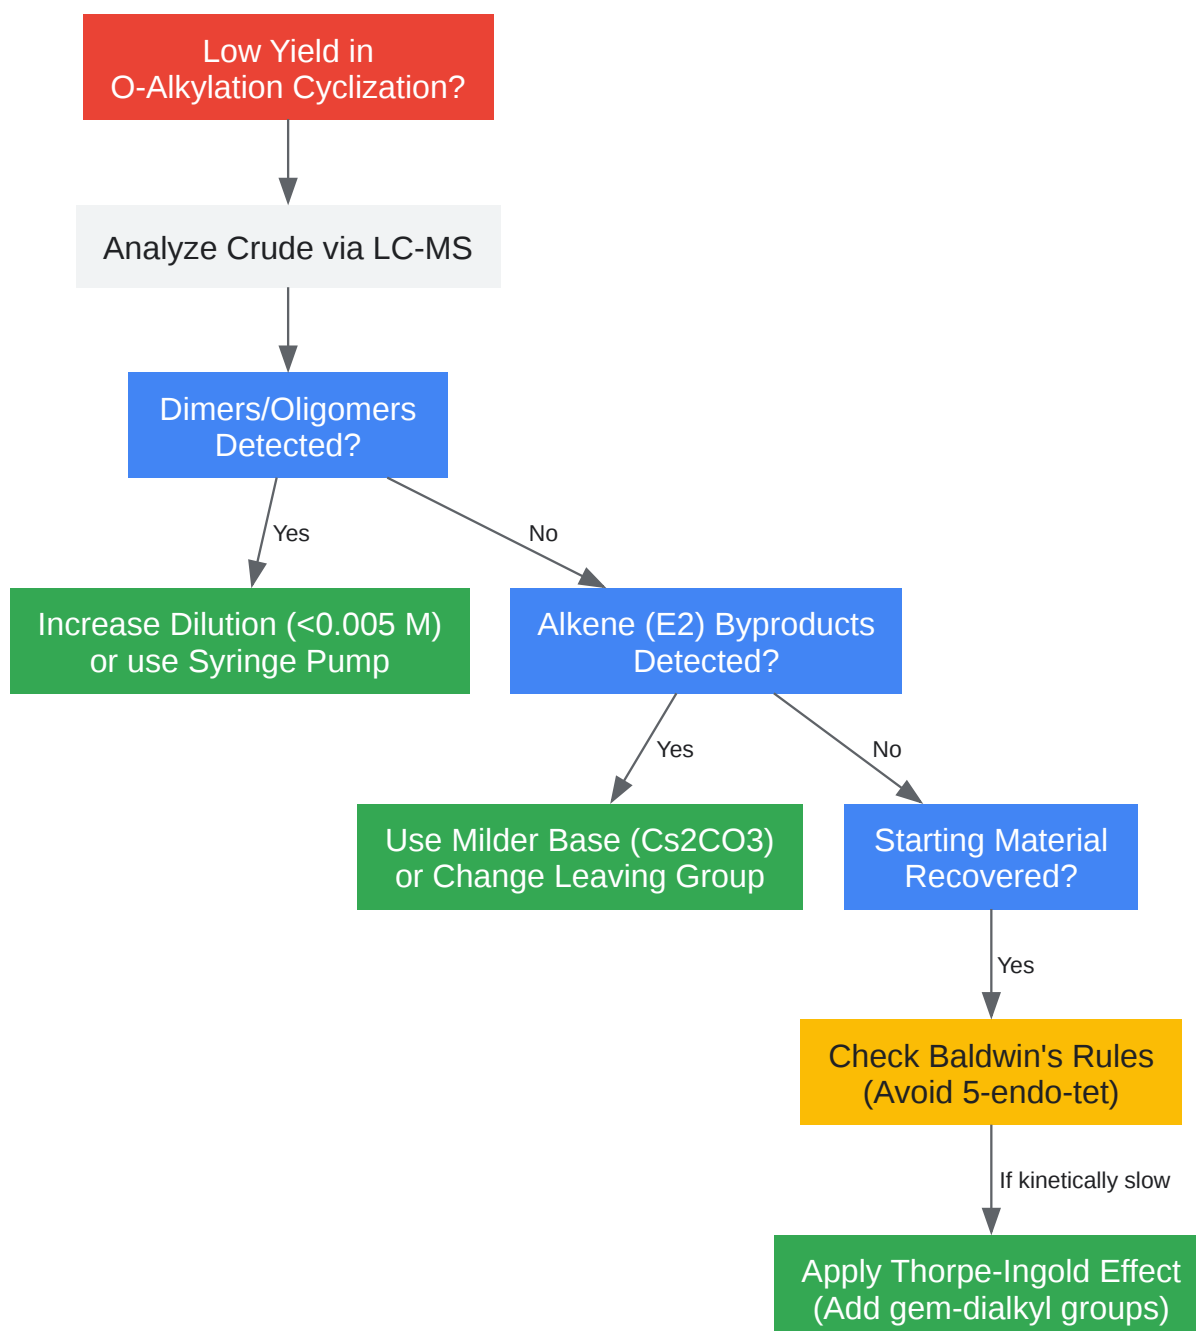 Low Yield in
O-Alkylation Cyclization?
Analyze Crude via LC-MS
Dimers/Oligomers
Detected?
Yes
No
Increase Dilution (<0.005 M)
or use Syringe Pump
Alkene (E2) Byproducts
Detected?
Yes
No
Use Milder Base (Cs2CO3)
or Change Leaving Group
Starting Material
Recovered?
Yes
Check Baldwin's Rules
(Avoid 5-endo-tet)
If kinetically slow
Apply Thorpe-Ingold Effect
(Add gem-dialkyl groups)